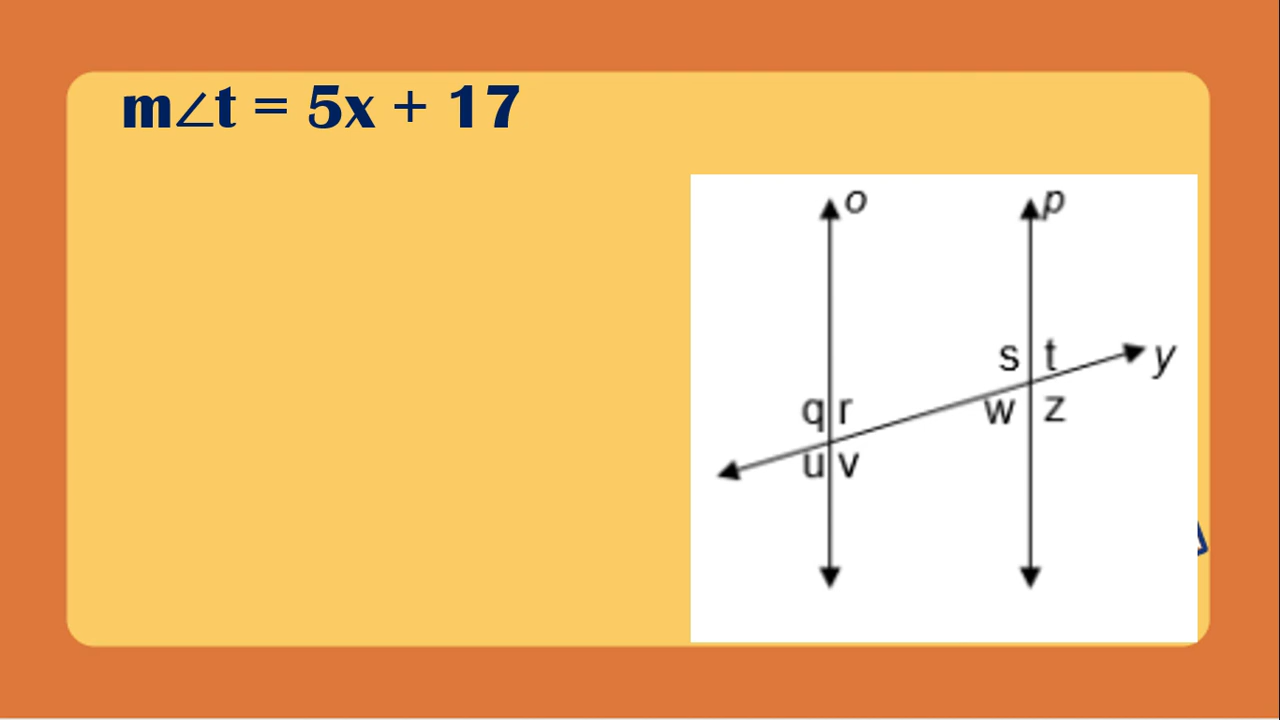 m∠t = 5x + 17
o
p
s t
y
q r
w z
u v